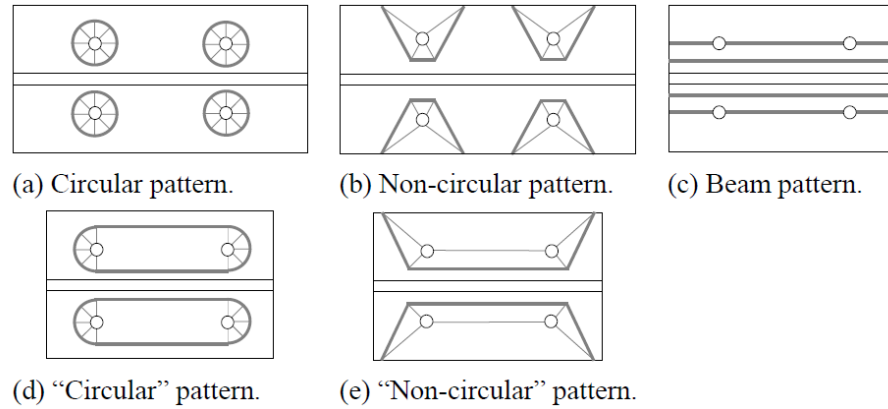 (a) Circular pattern.
(b) Non-circular pattern.
(c) Beam pattern.
(d) “Circular” pattern.
(e) “Non-circular” pattern.